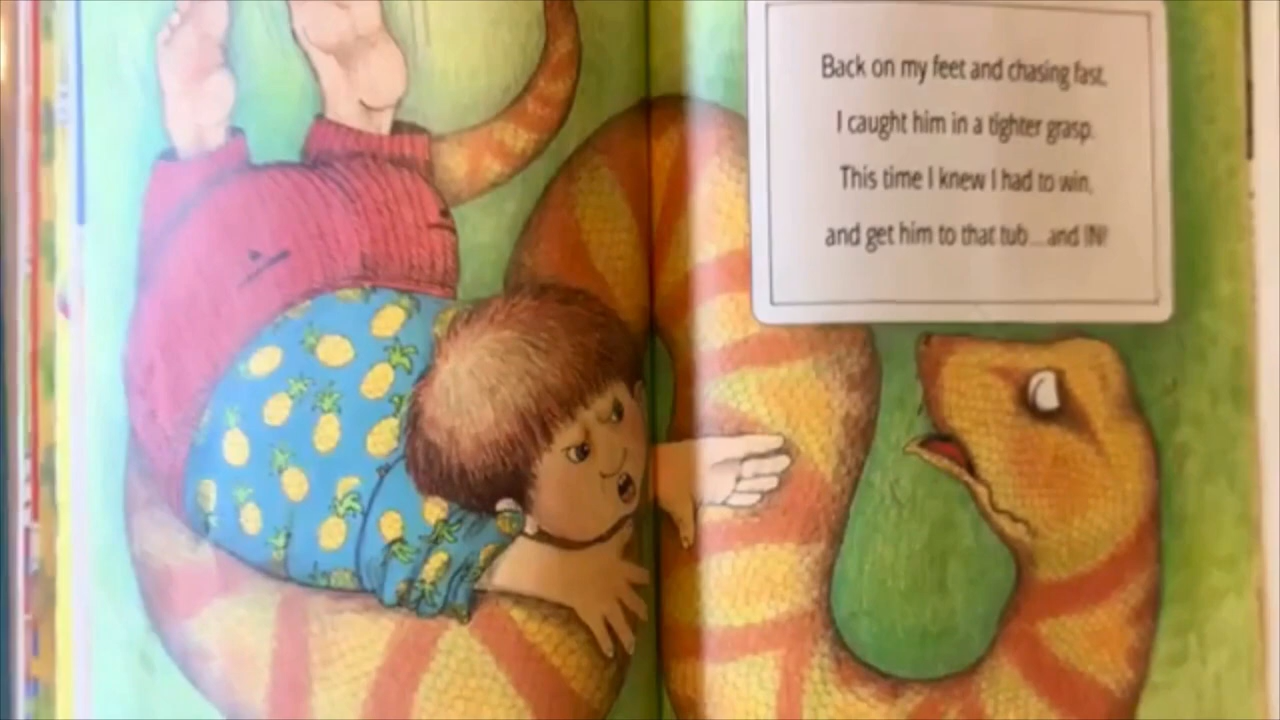 Back on my feet and chasing fast,
I caught him in a tighter grasp.
This time I knew I had to win,
and get him to that tub...and IN!